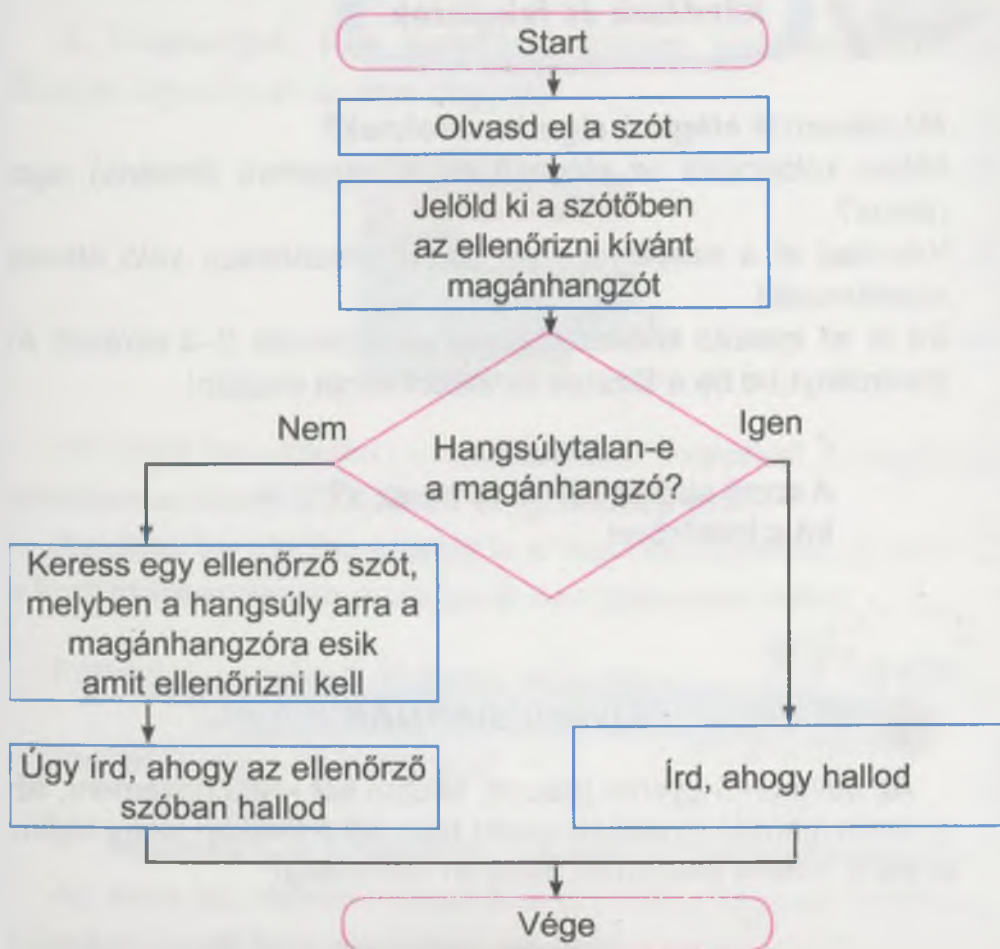 Start
Olvasd el a szót
Jelöld ki a szótőben
az ellenőrizni kívánt
magánhangzót
Nem
Igen
Hangsúlytalan-e
a magánhangzó?
Keress egy ellenőrző szót,
melyben a hangsúly arra a
magánhangzóra esik
amit ellenőrizni kell
Úgy írd, ahogy az ellenőrző
szóban hallod
Írd, ahogy hallod
Vége